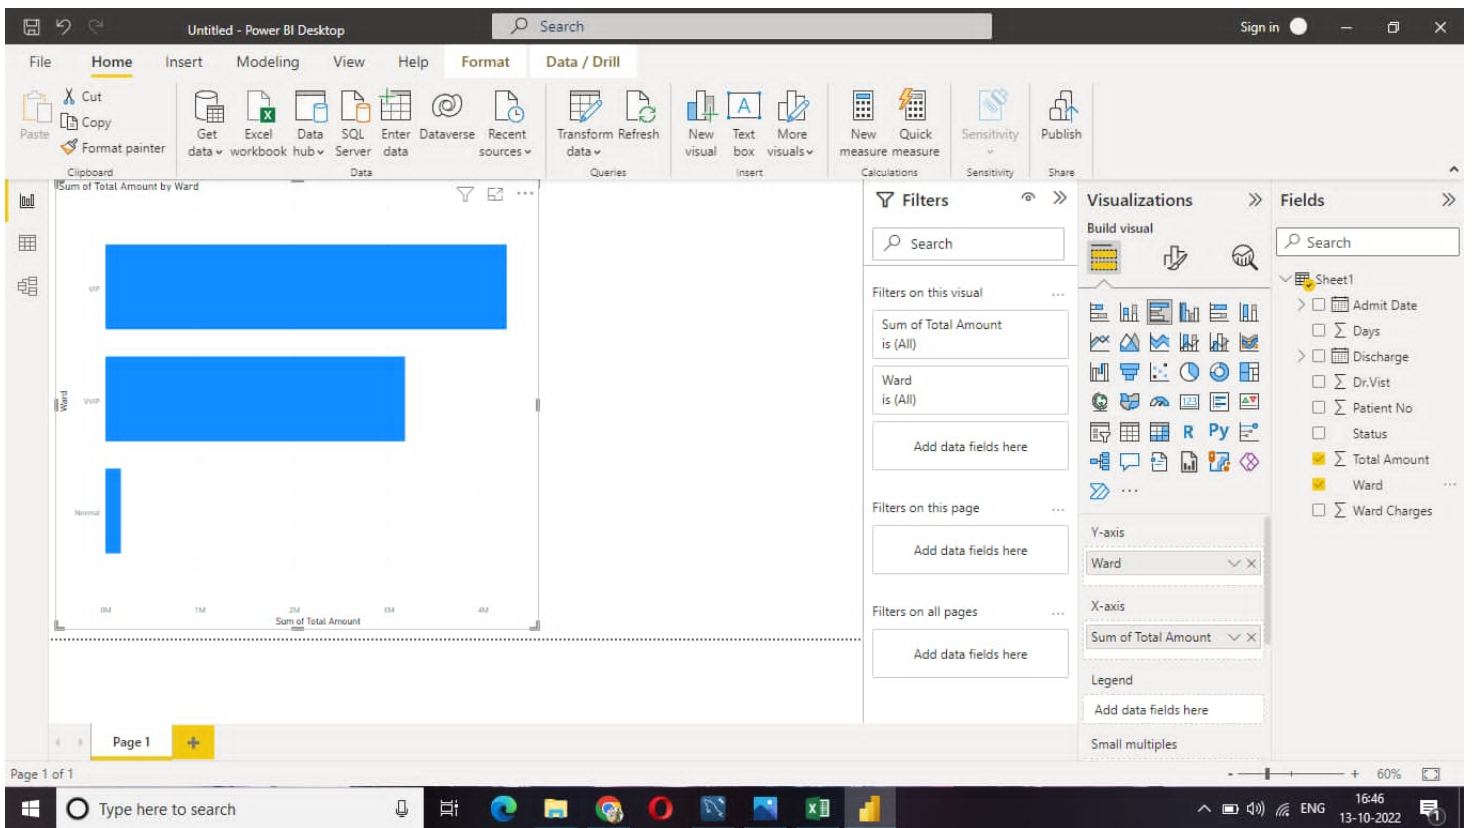 Untitled - Power BI Desktop
Search
Sign in
File Home Insert Modeling View Help Format Data / Drill
Paste
Cut
Copy
Format painter
Clipboard
Get data
Excel workbook
Data hub
SQL Server
Enter data
Dataverse
Recent sources
Data
Transform data
Refresh
Queries
New visual
Text box
More visuals
Insert
New measure
Quick measure
Calculations
Sensitivity
Sensitivity
Publish
Share
Sum of Total Amount by Ward
VIP
VVIP
Normal
Ward
0M 1M 2M 3M 4M
Sum of Total Amount
Filters
Search
Filters on this visual
Sum of Total Amount
is (All)
Ward
is (All)
Add data fields here
Filters on this page
Add data fields here
Filters on all pages
Add data fields here
Visualizations
Build visual
123
R Py
Y-axis
Ward
X-axis
Sum of Total Amount
Legend
Add data fields here
Small multiples
Fields
Search
Sheet1
Admit Date
Days
Discharge
Dr.Vist
Patient No
Status
Total Amount
Ward
Ward Charges
Page 1
Page 1 of 1
60%
Type here to search
ENG
16:46
13-10-2022
1